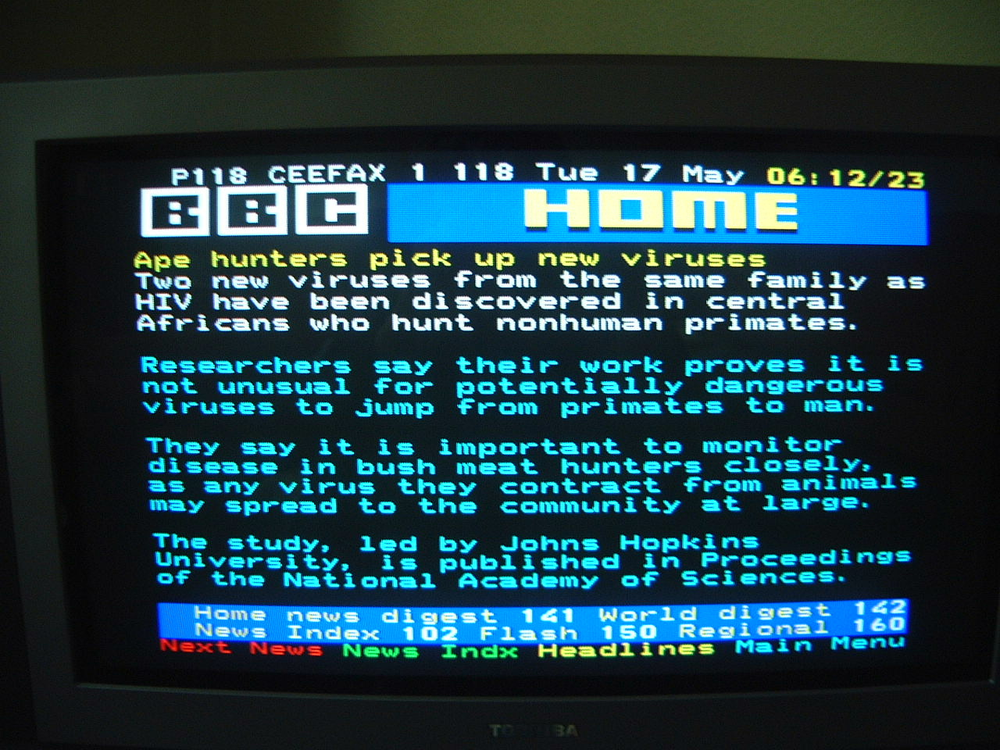 P118 CEEFAX 1 118 Tue 17 May 06:12/23
BBC HOME
Ape hunters pick up new viruses
Two new viruses from the same family as
HIV have been discovered in central
Africans who hunt nonhuman primates.
Researchers say their work proves it is
not unusual for potentially dangerous
viruses to jump from primates to man.
They say it is important to monitor
disease in bush meat hunters closely,
as any virus they contract from animals
may spread to the community at large.
The study, led by Johns Hopkins
University, is published in Proceedings
of the National Academy of Sciences.
Home news digest 141 World digest 142
News Index 102 Flash 150 Regional 160
Next News News Indx Headlines Main Menu
TOSHIBA